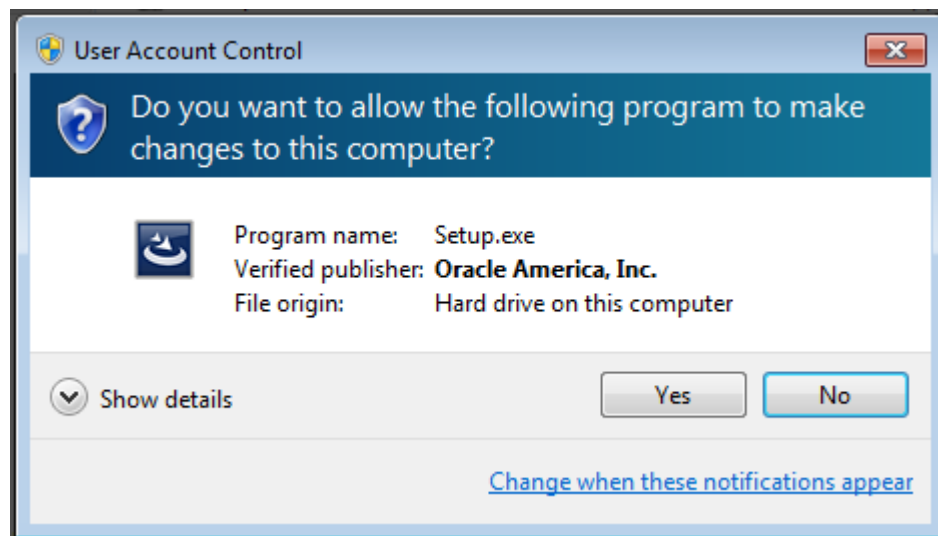 User Account Control
Do you want to allow the following program to make
changes to this computer?
Program name: Setup.exe
Verified publisher: Oracle America, Inc.
File origin: Hard drive on this computer
Show details
Yes
No
Change when these notifications appear